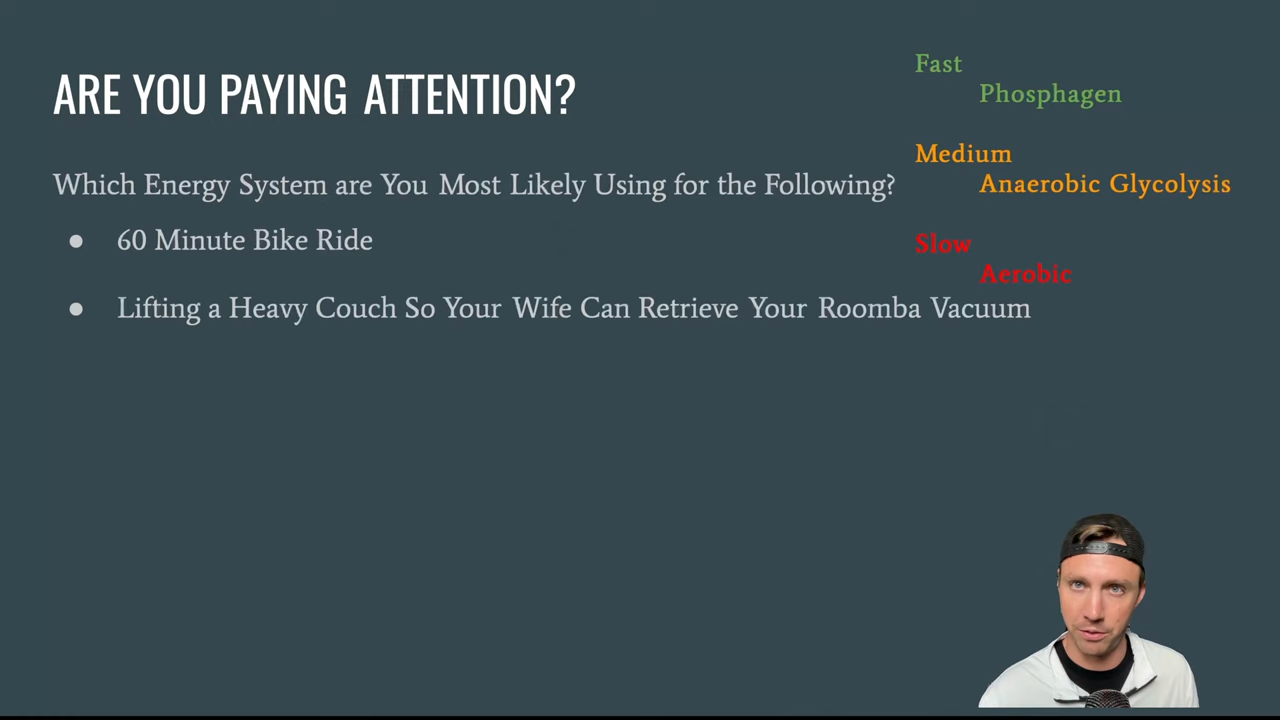 ARE YOU PAYING ATTENTION?
Which Energy System are You Most Likely Using for the Following?
● 60 Minute Bike Ride
● Lifting a Heavy Couch So Your Wife Can Retrieve Your Roomba Vacuum
Fast
Phosphagen
Medium
Anaerobic Glycolysis
Slow
Aerobic